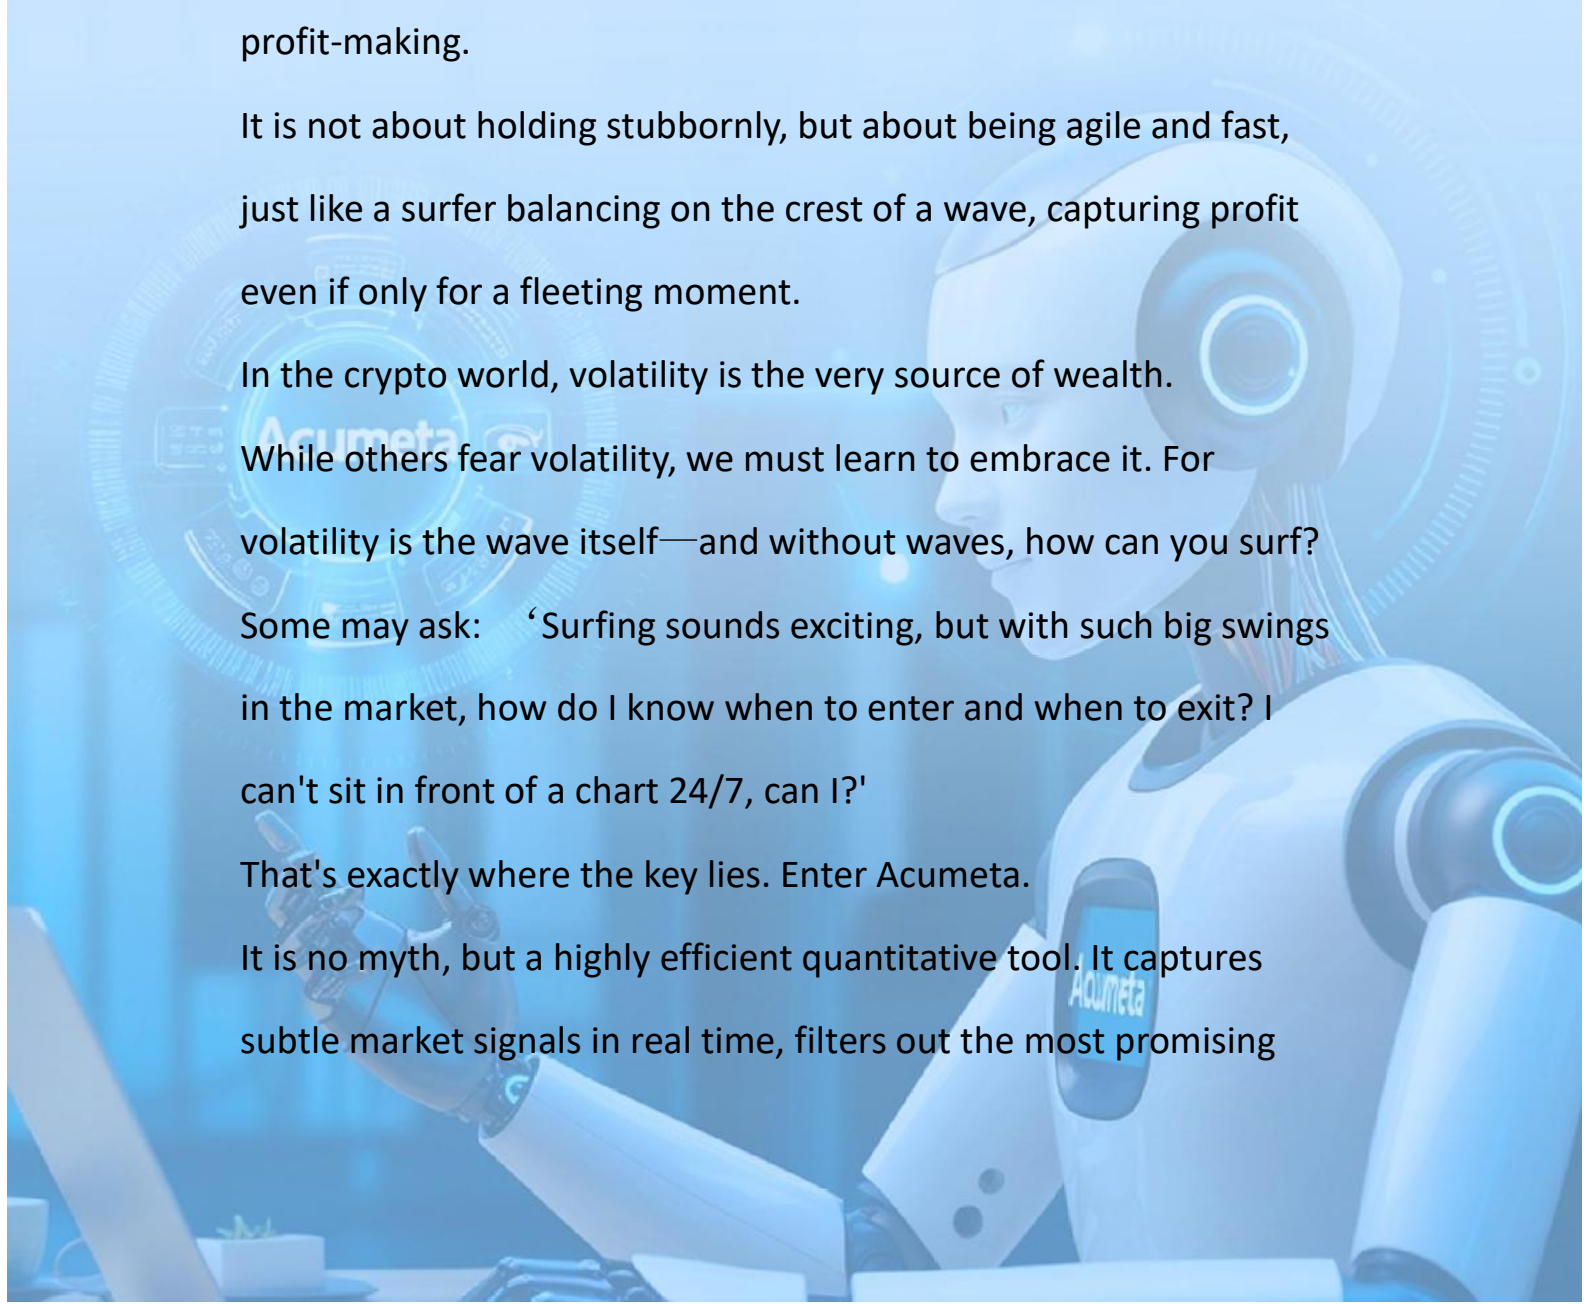 profit-making.
It is not about holding stubbornly, but about being agile and fast,
just like a surfer balancing on the crest of a wave, capturing profit
even if only for a fleeting moment.
In the crypto world, volatility is the very source of wealth.
Acumeta
While others fear volatility, we must learn to embrace it. For
volatility is the wave itself—and without waves, how can you surf?
Some may ask: ‘Surfing sounds exciting, but with such big swings
in the market, how do I know when to enter and when to exit? I
can't sit in front of a chart 24/7, can I?'
That's exactly where the key lies. Enter Acumeta.
It is no myth, but a highly efficient quantitative tool. It captures
Acumeta
subtle market signals in real time, filters out the most promising